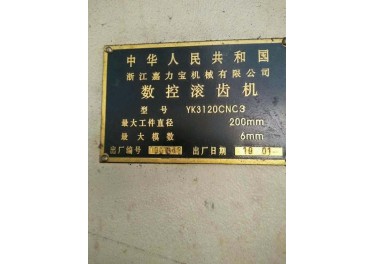 中华人民共和国
浙江嘉力宝机械有限公司
数控滚齿机
型号 YK3120CNC3
最大工件直径 200mm
最大模数 6mm
出厂编号 出厂日期 19 01